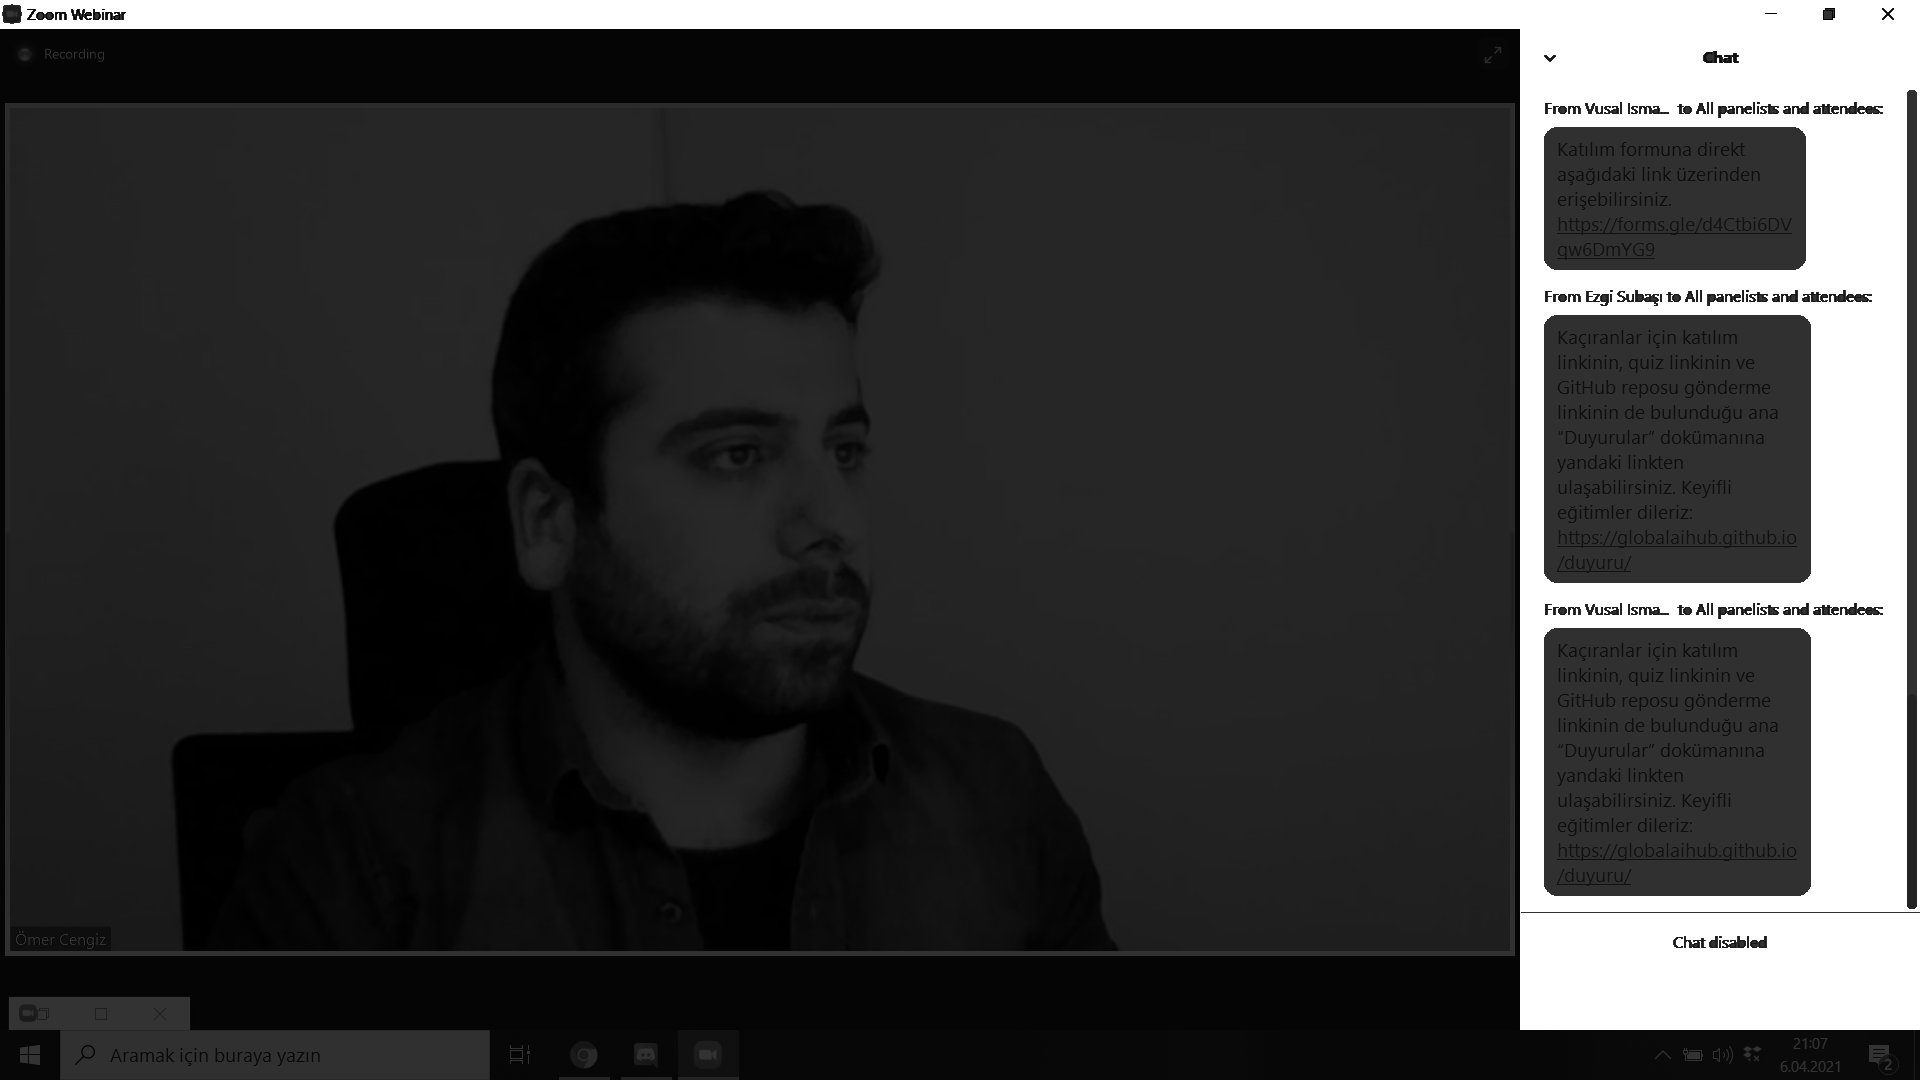 Zoom Webinar
Recording
Chat
From Vusal Isma... to All panelists and attendees:
Katılım formuna direkt
aşağıdaki link üzerinden
erişebilirsiniz.
https://forms.gle/d4Ctbi6DV
qw6DmYG9
From Ezgi Subaşı to All panelists and attendees:
Kaçıranlar için katılım
linkinin, quiz linkinin ve
GitHub reposu gönderme
linkinin de bulunduğu ana
“Duyurular” dokümanına
yandaki linkten
ulaşabilirsiniz. Keyifli
eğitimler dileriz:
https://globalaihub.github.io
/duyuru/
From Vusal Isma... to All panelists and attendees:
Kaçıranlar için katılım
linkinin, quiz linkinin ve
GitHub reposu gönderme
linkinin de bulunduğu ana
“Duyurular” dokümanına
yandaki linkten
ulaşabilirsiniz. Keyifli
eğitimler dileriz:
https://globalaihub.github.io
/duyuru/
Chat disabled
Ömer Cengiz
Aramak için buraya yazın
21:07
6.04.2021
2